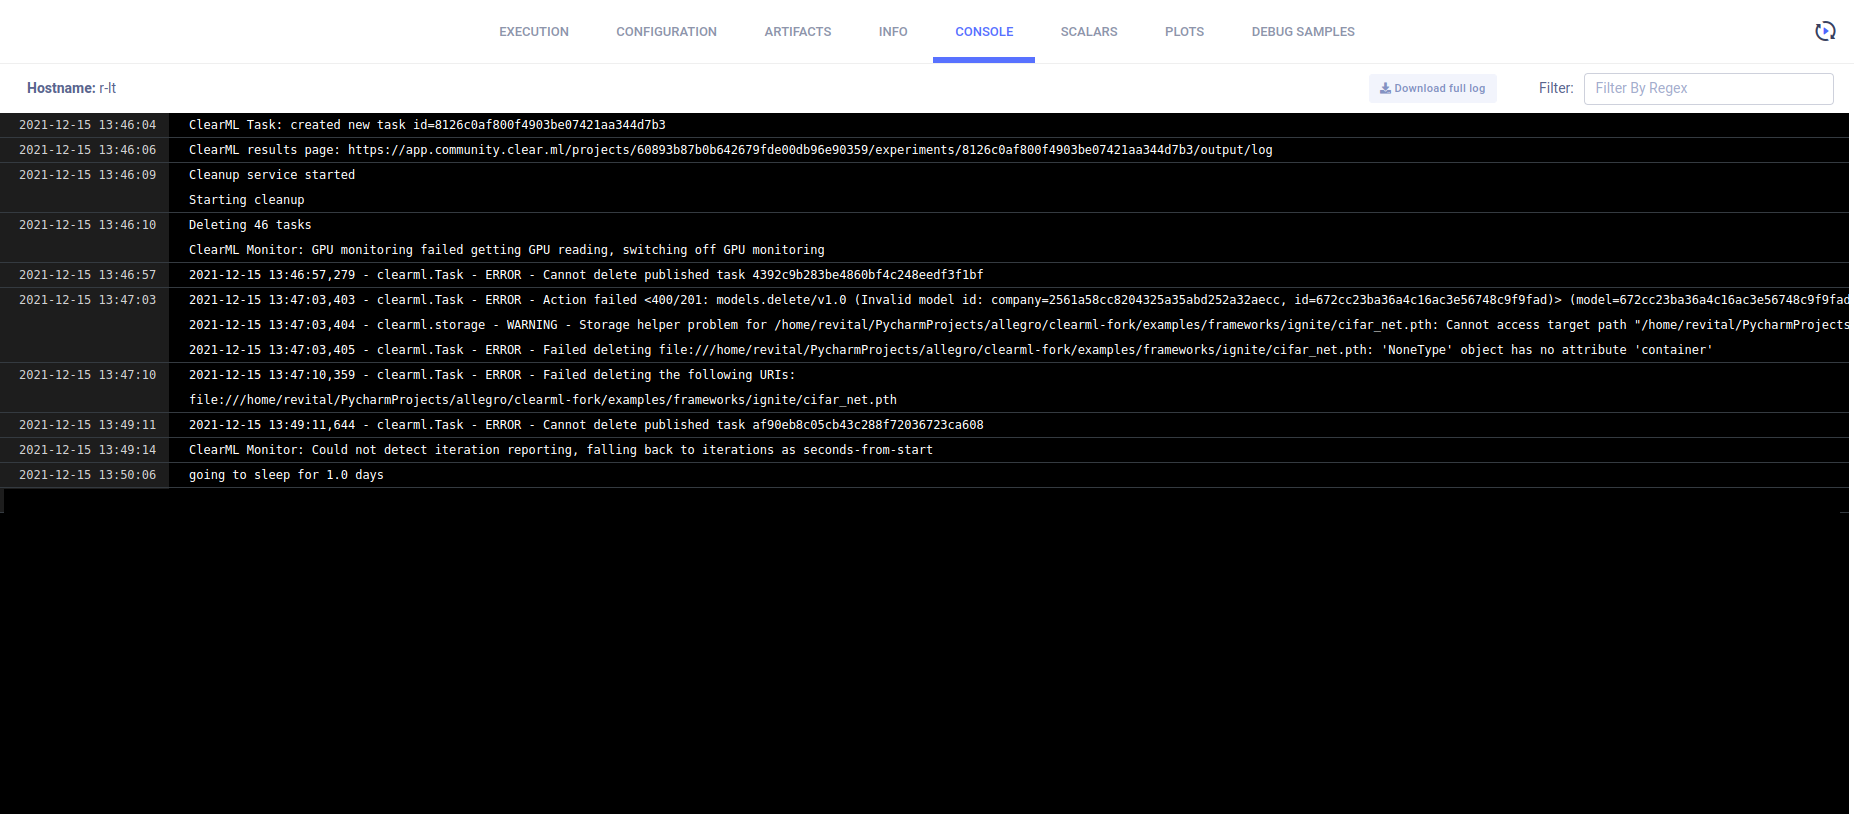 EXECUTION CONFIGURATION ARTIFACTS INFO CONSOLE SCALARS PLOTS DEBUG SAMPLES
Hostname: r-lt Download full log Filter: Filter By Regex
2021-12-15 13:46:04 ClearML Task: created new task id=8126c0af800f4903be07421aa344d7b3
2021-12-15 13:46:06 ClearML results page: https://app.community.clear.ml/projects/60893b87b0b642679fde00db96e90359/experiments/8126c0af800f4903be07421aa344d7b3/output/log
2021-12-15 13:46:09 Cleanup service started
Starting cleanup
2021-12-15 13:46:10 Deleting 46 tasks
ClearML Monitor: GPU monitoring failed getting GPU reading, switching off GPU monitoring
2021-12-15 13:46:57 2021-12-15 13:46:57,279 - clearml.Task - ERROR - Cannot delete published task 4392c9b283be4860bf4c248eedf3f1bf
2021-12-15 13:47:03 2021-12-15 13:47:03,403 - clearml.Task - ERROR - Action failed <400/201: models.delete/v1.0 (Invalid model id: company=2561a58cc8204325a35abd252a32aecc, id=672cc23ba36a4c16ac3e56748c9f9fad)> (model=672cc23ba36a4c16ac3e56748c9f9fad
2021-12-15 13:47:03,404 - clearml.storage - WARNING - Storage helper problem for /home/revital/PycharmProjects/allegro/clearml-fork/examples/frameworks/ignite/cifar_net.pth: Cannot access target path "/home/revital/PycharmProjects
2021-12-15 13:47:03,405 - clearml.Task - ERROR - Failed deleting file:///home/revital/PycharmProjects/allegro/clearml-fork/examples/frameworks/ignite/cifar_net.pth: 'NoneType' object has no attribute 'container'
2021-12-15 13:47:10 2021-12-15 13:47:10,359 - clearml.Task - ERROR - Failed deleting the following URIs:
file:///home/revital/PycharmProjects/allegro/clearml-fork/examples/frameworks/ignite/cifar_net.pth
2021-12-15 13:49:11 2021-12-15 13:49:11,644 - clearml.Task - ERROR - Cannot delete published task af90eb8c05cb43c288f72036723ca608
2021-12-15 13:49:14 ClearML Monitor: Could not detect iteration reporting, falling back to iterations as seconds-from-start
2021-12-15 13:50:06 going to sleep for 1.0 days